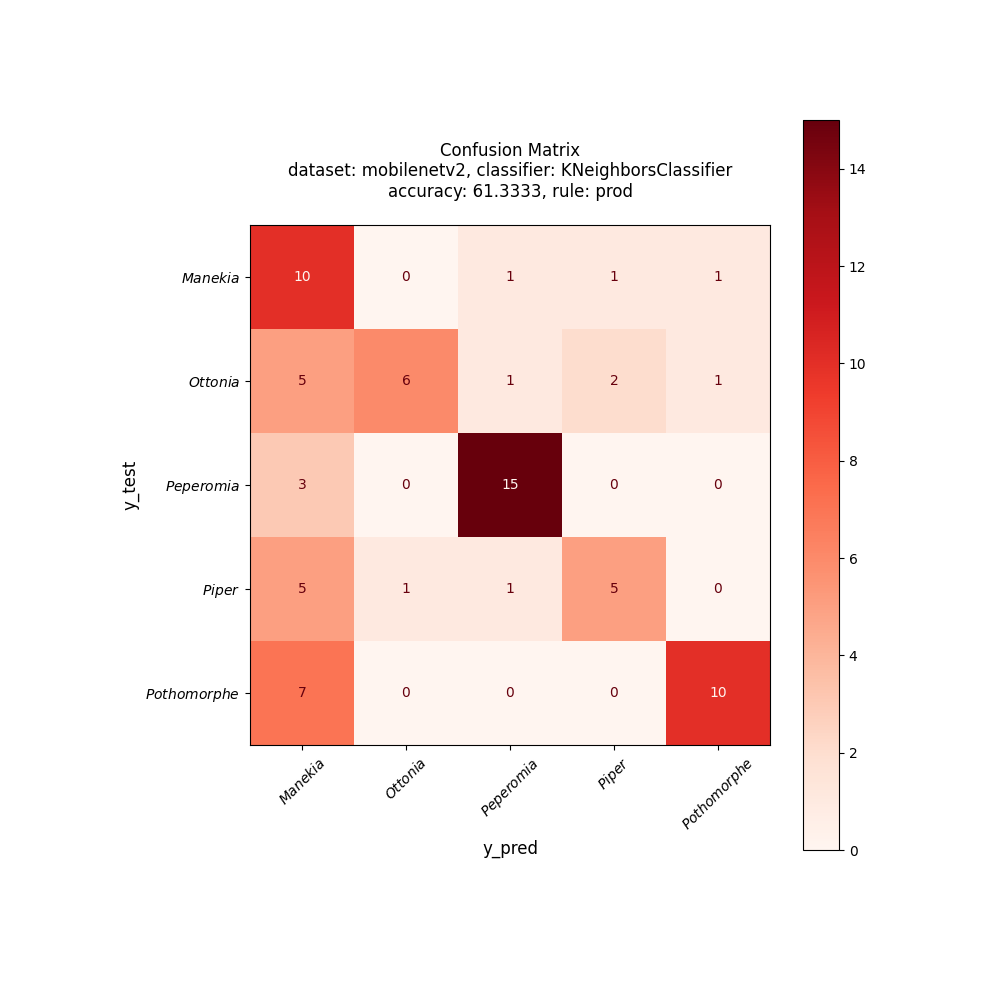 Confusion Matrix
dataset: mobilenetv2, classifier: KNeighborsClassifier
accuracy: 61.3333, rule: prod
Manekia 10 0 1 1 1
Ottonia 5 6 1 2 1
Peperomia 3 0 15 0 0
Piper 5 1 1 5 0
Pothomorphe 7 0 0 0 10
Manekia Ottonia Peperomia Piper Pothomorphe
y_test
y_pred
14
12
10
8
6
4
2
0